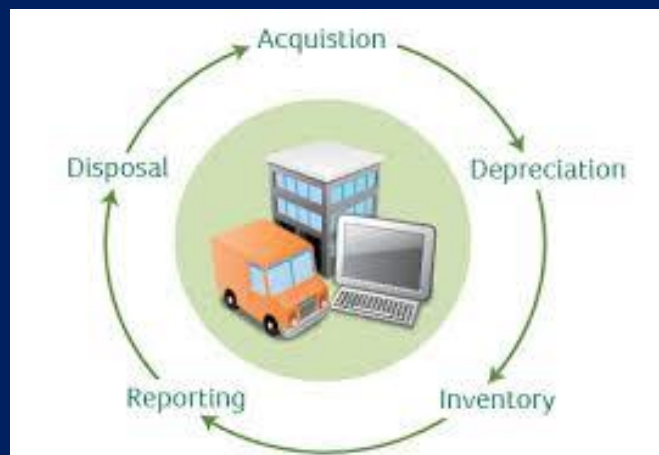 Acquistion
Depreciation
Inventory
Reporting
Disposal